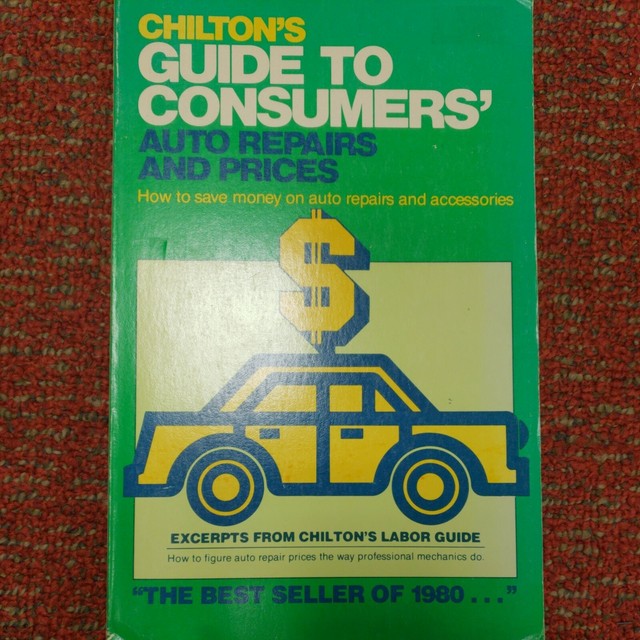 CHILTON'S
GUIDE TO
CONSUMERS'
AUTO REPAIRS
AND PRICES
How to save money on auto repairs and accessories
$
EXCERPTS FROM CHILTON'S LABOR GUIDE
How to figure auto repair prices the way professional mechanics do.
"THE BEST SELLER OF 1980 . . ."